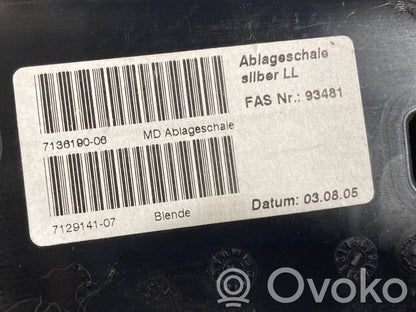 Ablageschale
silber LL
FAS Nr.: 93481
7136190-06 MD Ablageschale
7129141-07 Blende
Datum: 03.08.05
Ovoko